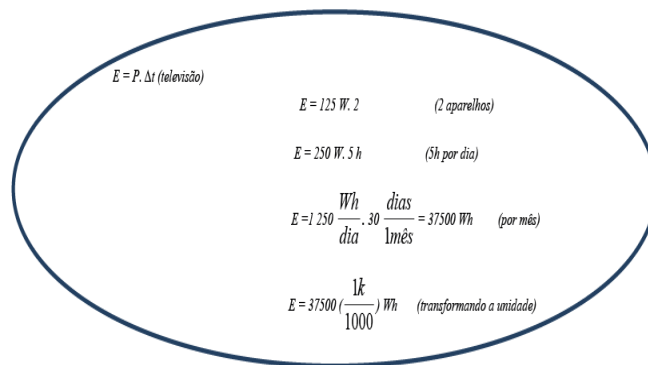 E = P. Δt (televisão)
E = 125 W. 2 (2 aparelhos)
E = 250 W. 5 h (5h por dia)
E =1 250 Wh/dia . 30 dias/1mês = 37500 Wh (por mês)
E = 37500 (1k/1000) Wh (transformando a unidade)